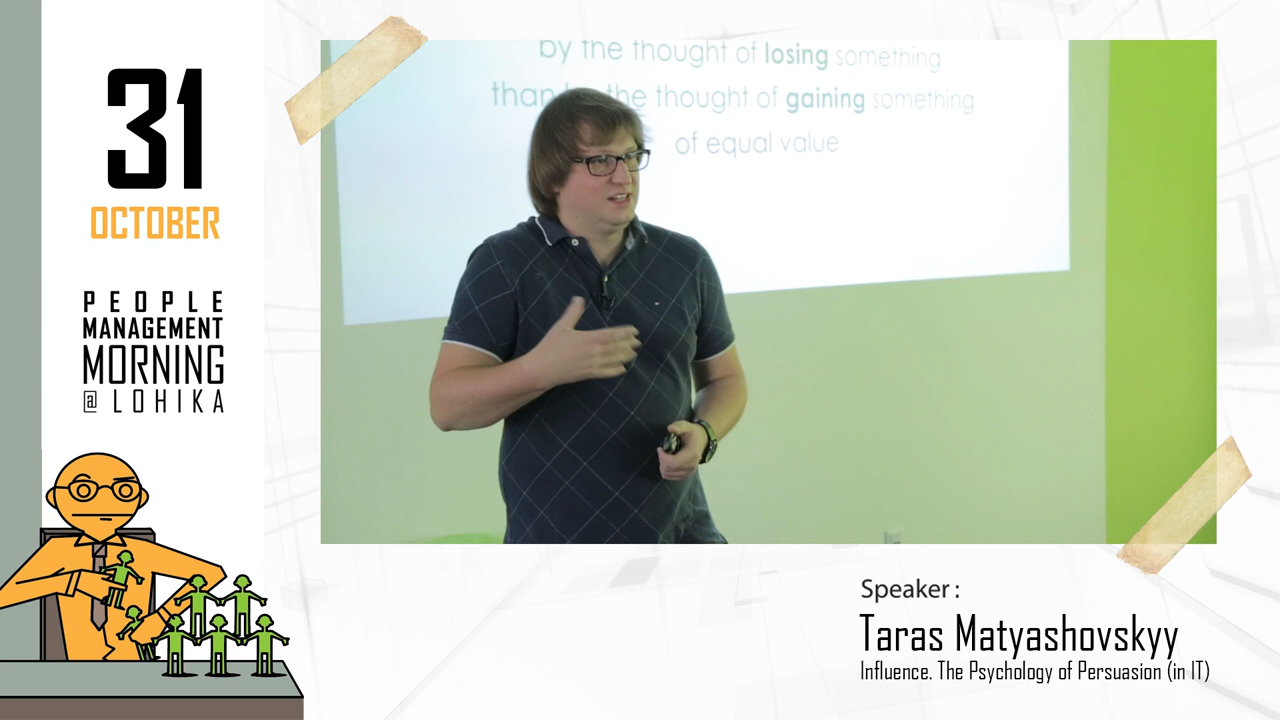 31
OCTOBER
PEOPLE
MANAGEMENT
MORNING
@LOHIKA
by the thought of losing something
than by the thought of gaining something
of equal value
Speaker :
Taras Matyashovskyy
Influence. The Psychology of Persuasion (in IT)